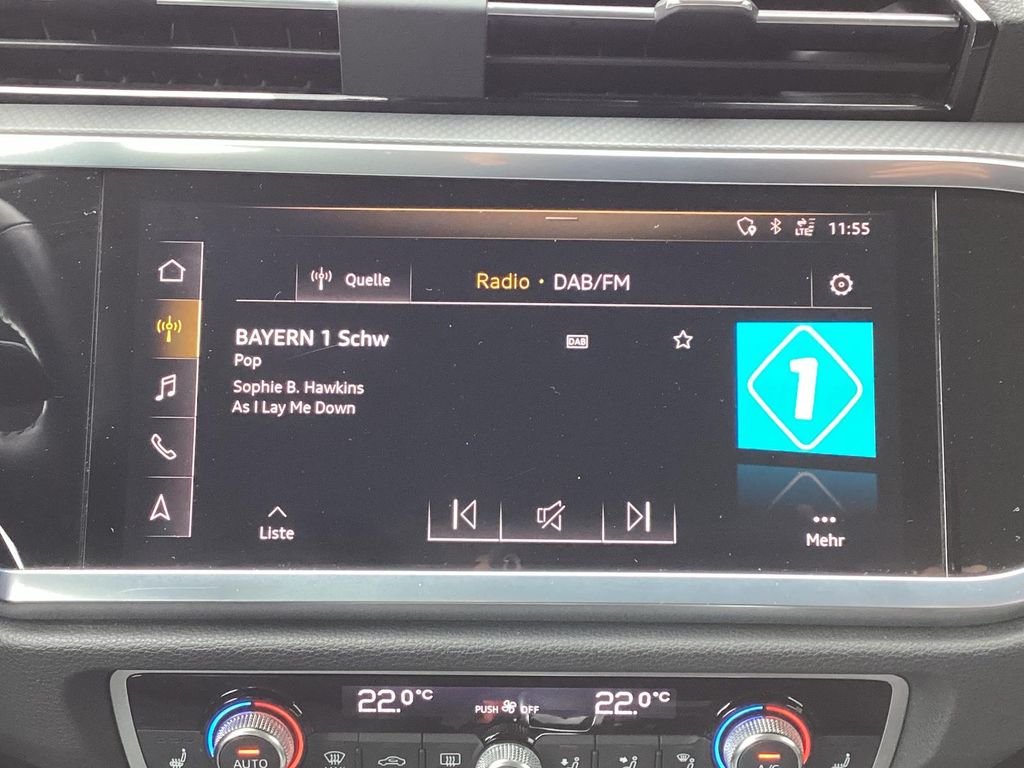 LTE 11:55
Quelle
Radio • DAB/FM
BAYERN 1 Schw
DAB
Pop
Sophie B. Hawkins
As I Lay Me Down
1
Liste
Mehr
22.0°C
PUSH OFF
22.0°C
AUTO
A/C